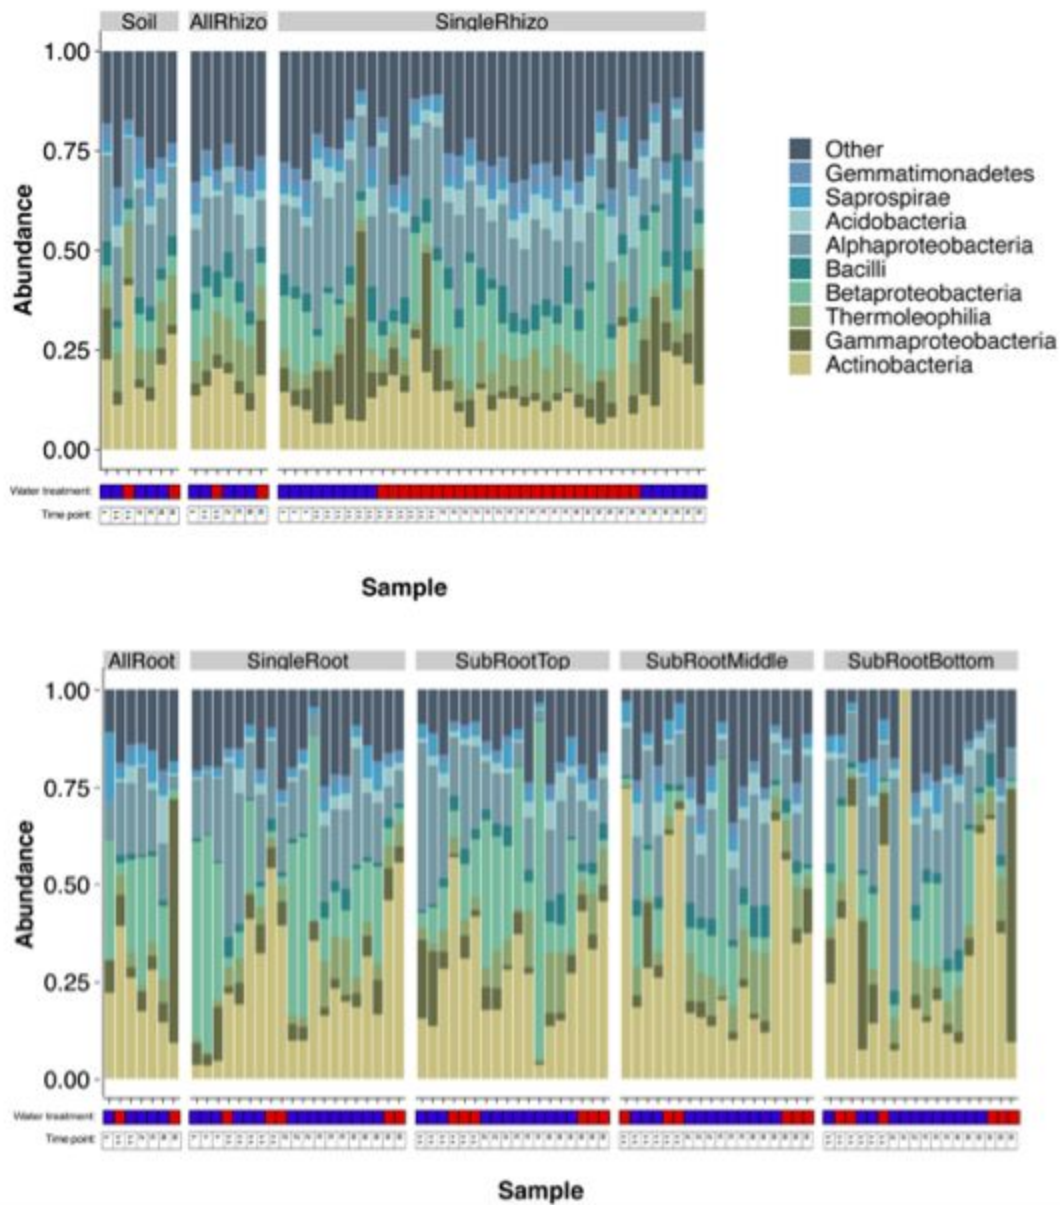 Soil AllRhizo SingleRhizo
1.00
0.75
0.50
0.25
0.00
Abundance
Water treatment:
Time point:
Sample
Other
Gemmatimonadetes
Saprospirae
Acidobacteria
Alphaproteobacteria
Bacilli
Betaproteobacteria
Thermoleophilia
Gammaproteobacteria
Actinobacteria
AllRoot SingleRoot SubRootTop SubRootMiddle SubRootBottom
1.00
0.75
0.50
0.25
0.00
Abundance
Water treatment:
Time point:
Sample